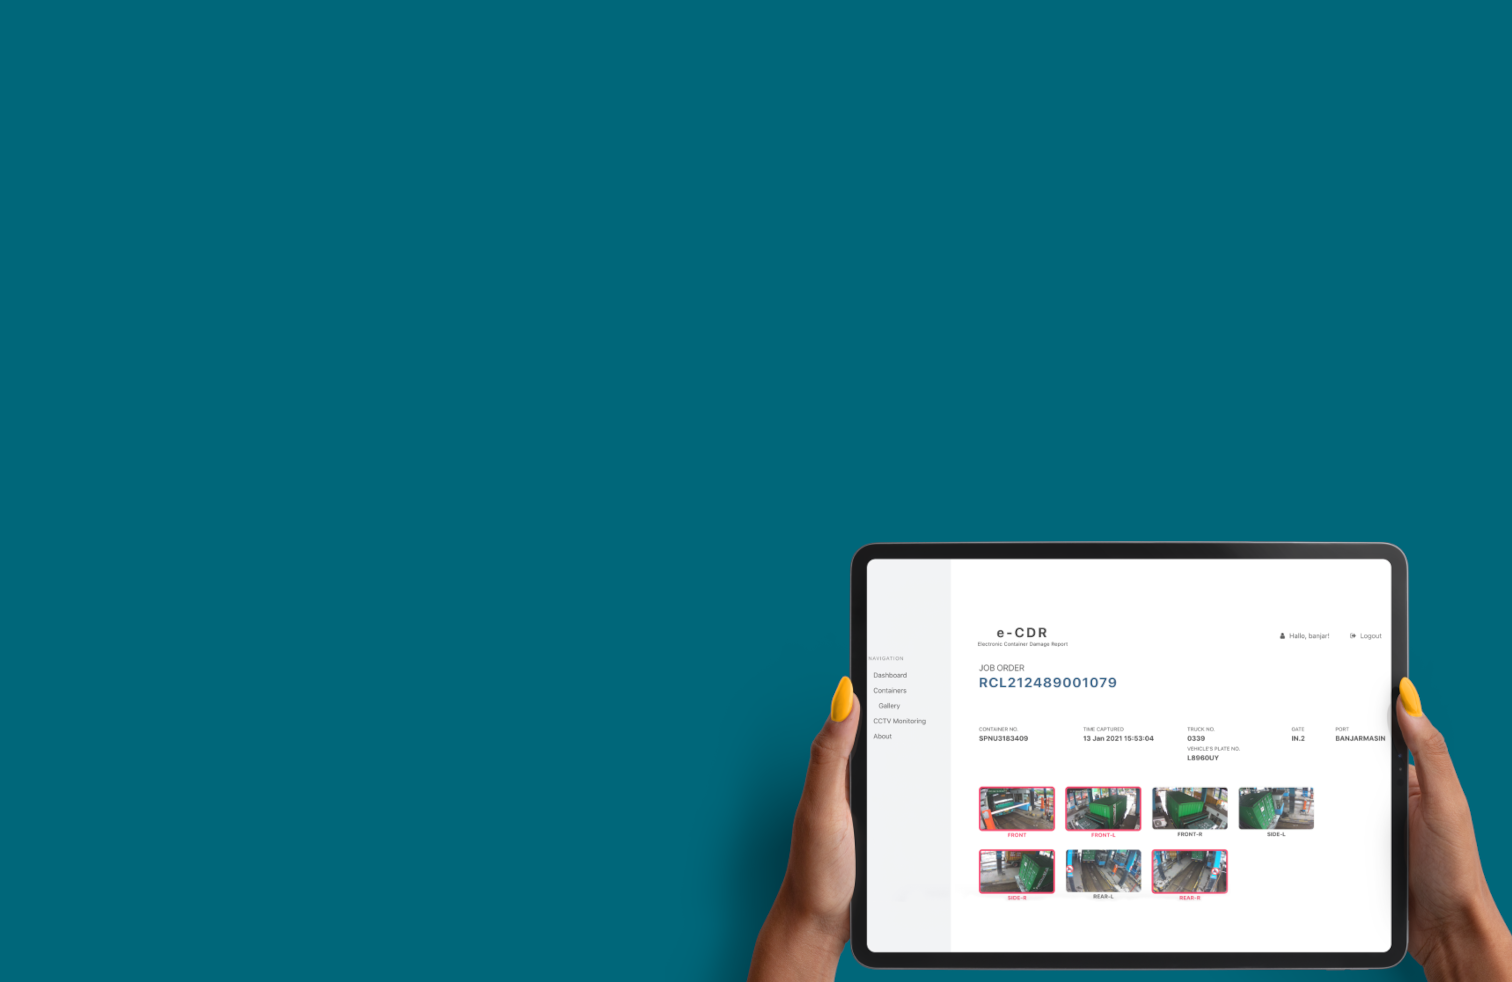 e-CDR
Electronic Container Damage Report
Hallo, banjar!
Logout
NAVIGATION
Dashboard
Containers
Gallery
CCTV Monitoring
About
JOB ORDER
RCL212489001079
CONTAINER NO.
SPNU3183409
TIME CAPTURED
13 Jan 2021 15:53:04
TRUCK NO.
0339
VEHICLE'S PLATE NO.
L8960UY
GATE
IN.2
PORT
BANJARMASIN
FRONT
FRONT-L
FRONT-R
SIDE-L
SIDE-R
REAR-L
REAR-R